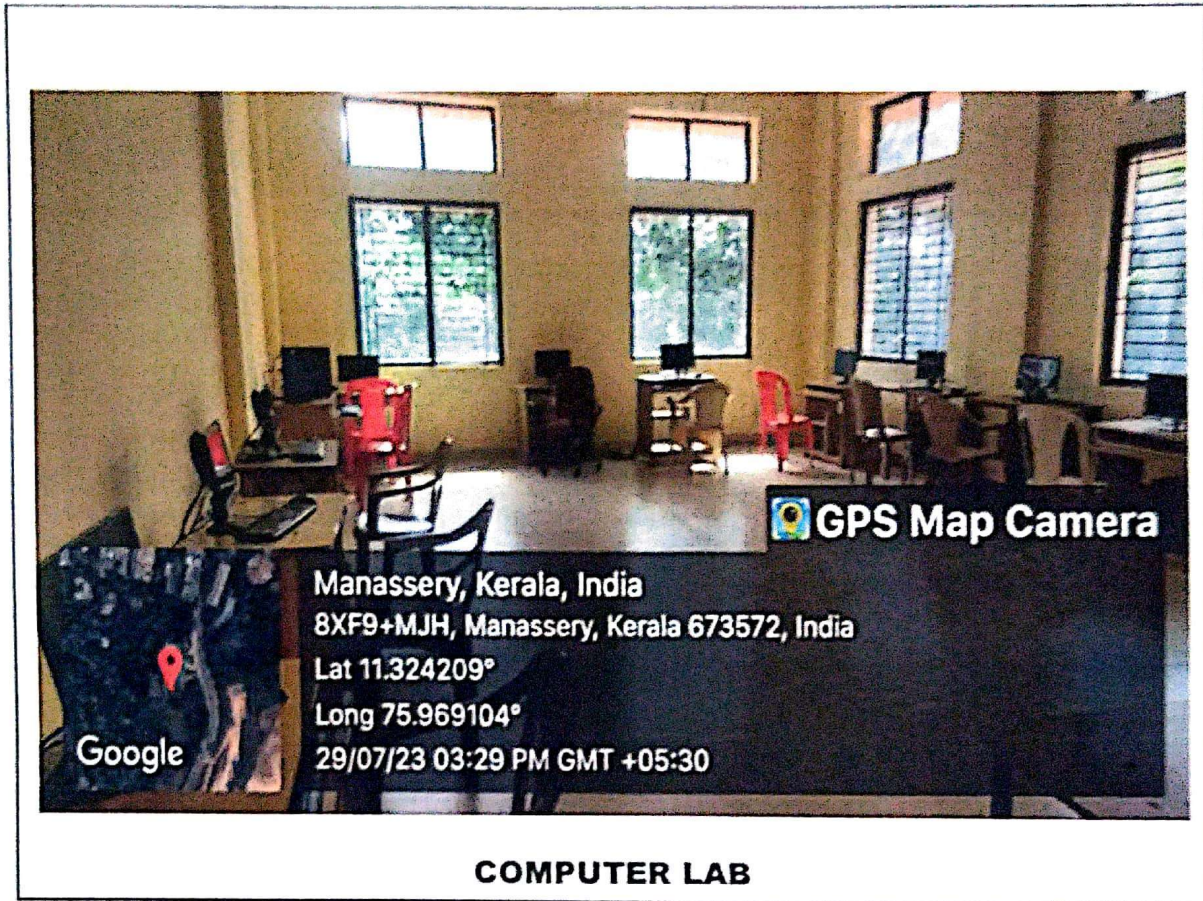 GPS Map Camera
Manassery, Kerala, India
8XF9+MJH, Manassery, Kerala 673572, India
Lat 11.324209°
Long 75.969104°
29/07/23 03:29 PM GMT +05:30
Google
COMPUTER LAB